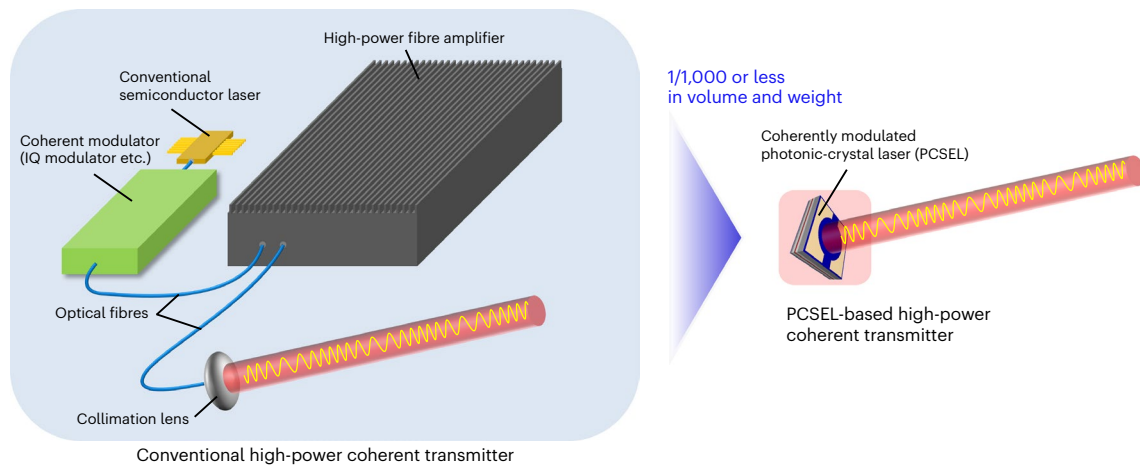 High-power fibre amplifier
Conventional
semiconductor laser
Coherent modulator
(IQ modulator etc.)
Optical fibres
Collimation lens
Conventional high-power coherent transmitter
1/1,000 or less
in volume and weight
Coherently modulated
photonic-crystal laser (PCSEL)
PCSEL-based high-power
coherent transmitter